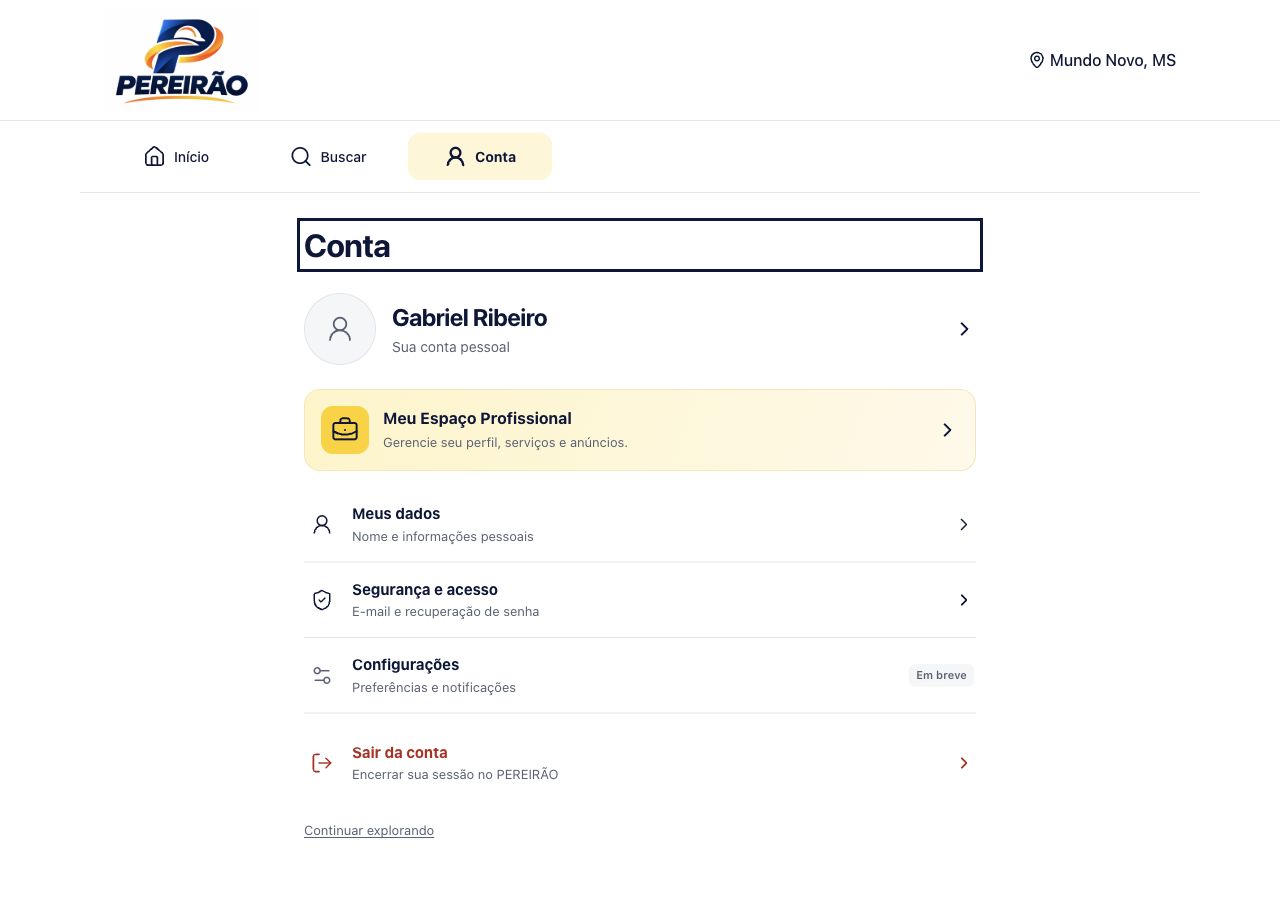 PEREIRÃO
Mundo Novo, MS
Início
Buscar
Conta
Conta
Gabriel Ribeiro
Sua conta pessoal
Meu Espaço Profissional
Gerencie seu perfil, serviços e anúncios.
Meus dados
Nome e informações pessoais
Segurança e acesso
E-mail e recuperação de senha
Configurações
Preferências e notificações
Em breve
Sair da conta
Encerrar sua sessão no PEREIRÃO
Continuar explorando